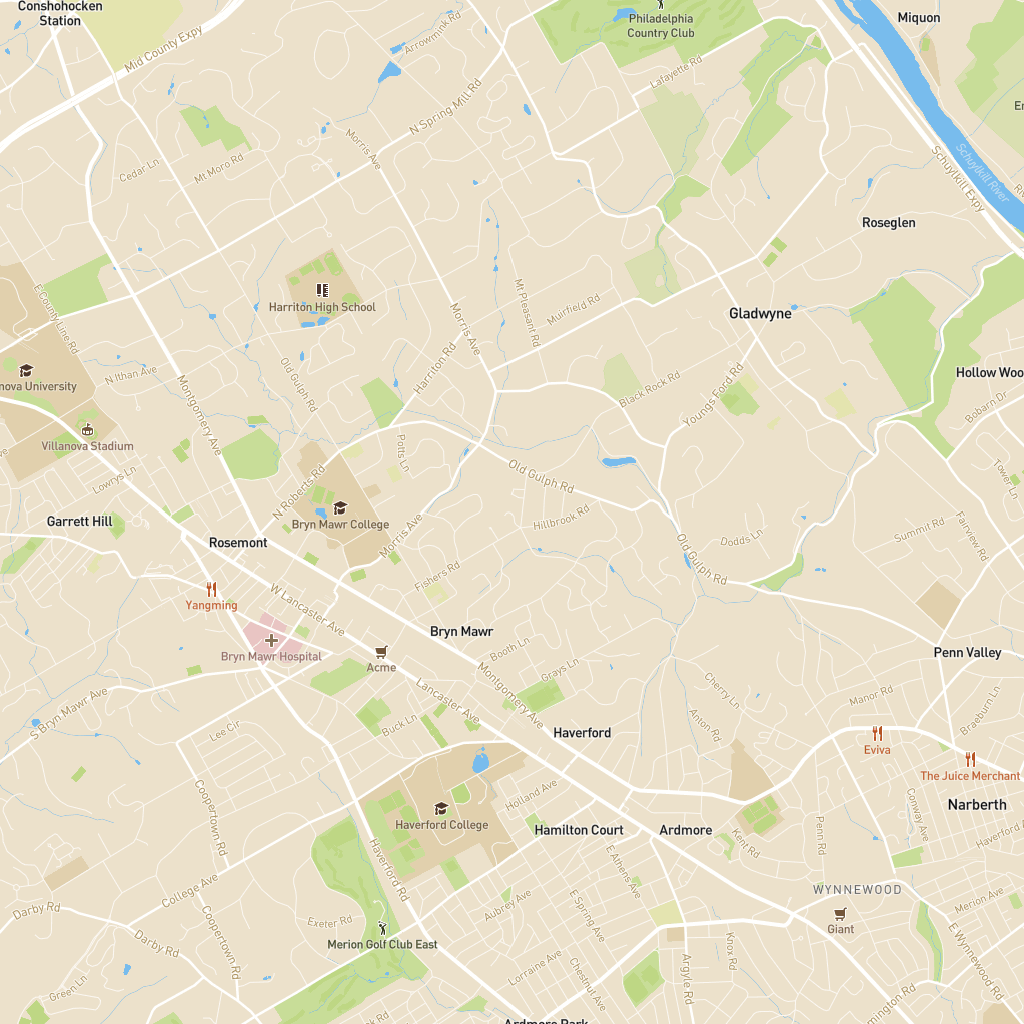 Conshohocken
Station
Mid County Expy
Arrowmink Rd
Philadelphia
Country Club
Miquon
Lafayette Rd
N Spring Mill Rd
Morris Ave
Cedar Ln
Mt Moro Rd
Schuylkill River
Schuylkill Expy
Roseglen
E County Line Rd
Harriton High School
Mt Pleasant Rd
Muirfield Rd
Gladwyne
Morris Ave
Harriton Rd
Old Gulph Rd
N Ithan Ave
nova University
Montgomery Ave
Black Rock Rd
Youngs Ford Rd
Hollow Woo
Bobarn Dr
Villanova Stadium
Lowrys Ln
Potts Ln
N Roberts Rd
Old Gulph Rd
Tower Ln
Garrett Hill
Bryn Mawr College
Hillbrook Rd
Morris Ave
Summit Rd
Fairview Rd
Dodds Ln
Rosemont
Old Gulph Rd
Fishers Rd
Yangming
W Lancaster Ave
Bryn Mawr
Bryn Mawr Hospital
Acme
Booth Ln
Grays Ln
Penn Valley
S Bryn Mawr Ave
Lancaster Ave
Montgomery Ave
Cherry Ln
Manor Rd
Braeburn Ln
Lee Cir
Buck Ln
Anton Rd
Haverford
Eviva
The Juice Merchant
Coopertown Rd
Holland Ave
Haverford College
Hamilton Court
Ardmore
Narberth
Conway Ave
Penn Rd
Kent Rd
Haverford R
Haverford Rd
E Athens Ave
College Ave
WYNNEWOOD
Aubrey Ave
E Spring Ave
Merion Ave
Darby Rd
Coopertown Rd
Exeter Rd
Merion Golf Club East
Giant
Darby Rd
Knox Rd
E Wynnewood Rd
Lorraine Ave
Chestnut Ave
Argyle Rd
Green Ln
mington Rd
Ardmore Park